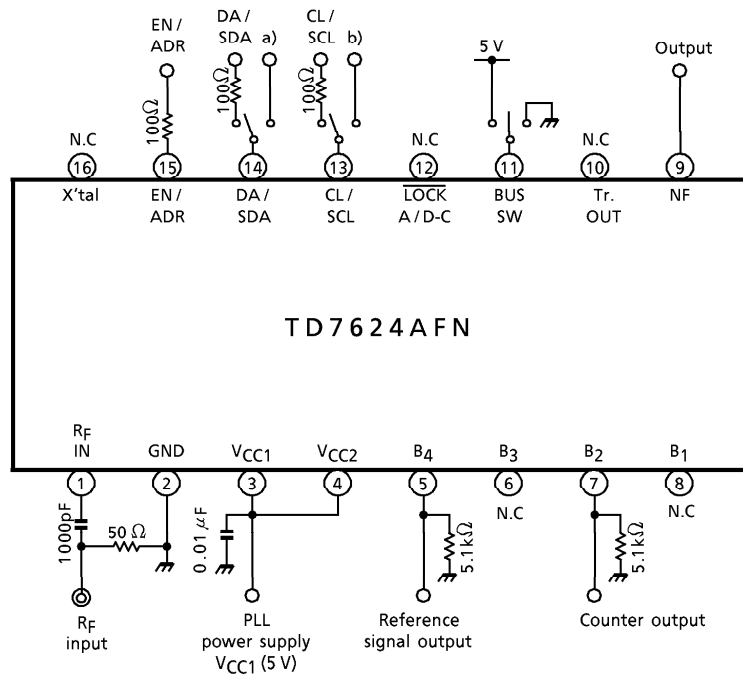 EN /
ADR
DA /
SDA a)
CL /
SCL b)
5 V
Output
100Ω
100Ω
100Ω
N.C
N.C
N.C
16
15
14
13
12
11
10
9
X'tal
EN /
ADR
DA /
SDA
CL /
SCL
LOCK
A / D-C
BUS
SW
Tr.
OUT
NF
TD7624AFN
RF
IN
GND
VCC1
VCC2
B4
B3
B2
B1
1
2
3
4
5
6
7
8
N.C
N.C
1000pF
50 Ω
0.01 μF
5.1kΩ
5.1kΩ
RF
input
PLL
power supply
VCC1 (5 V)
Reference
signal output
Counter output